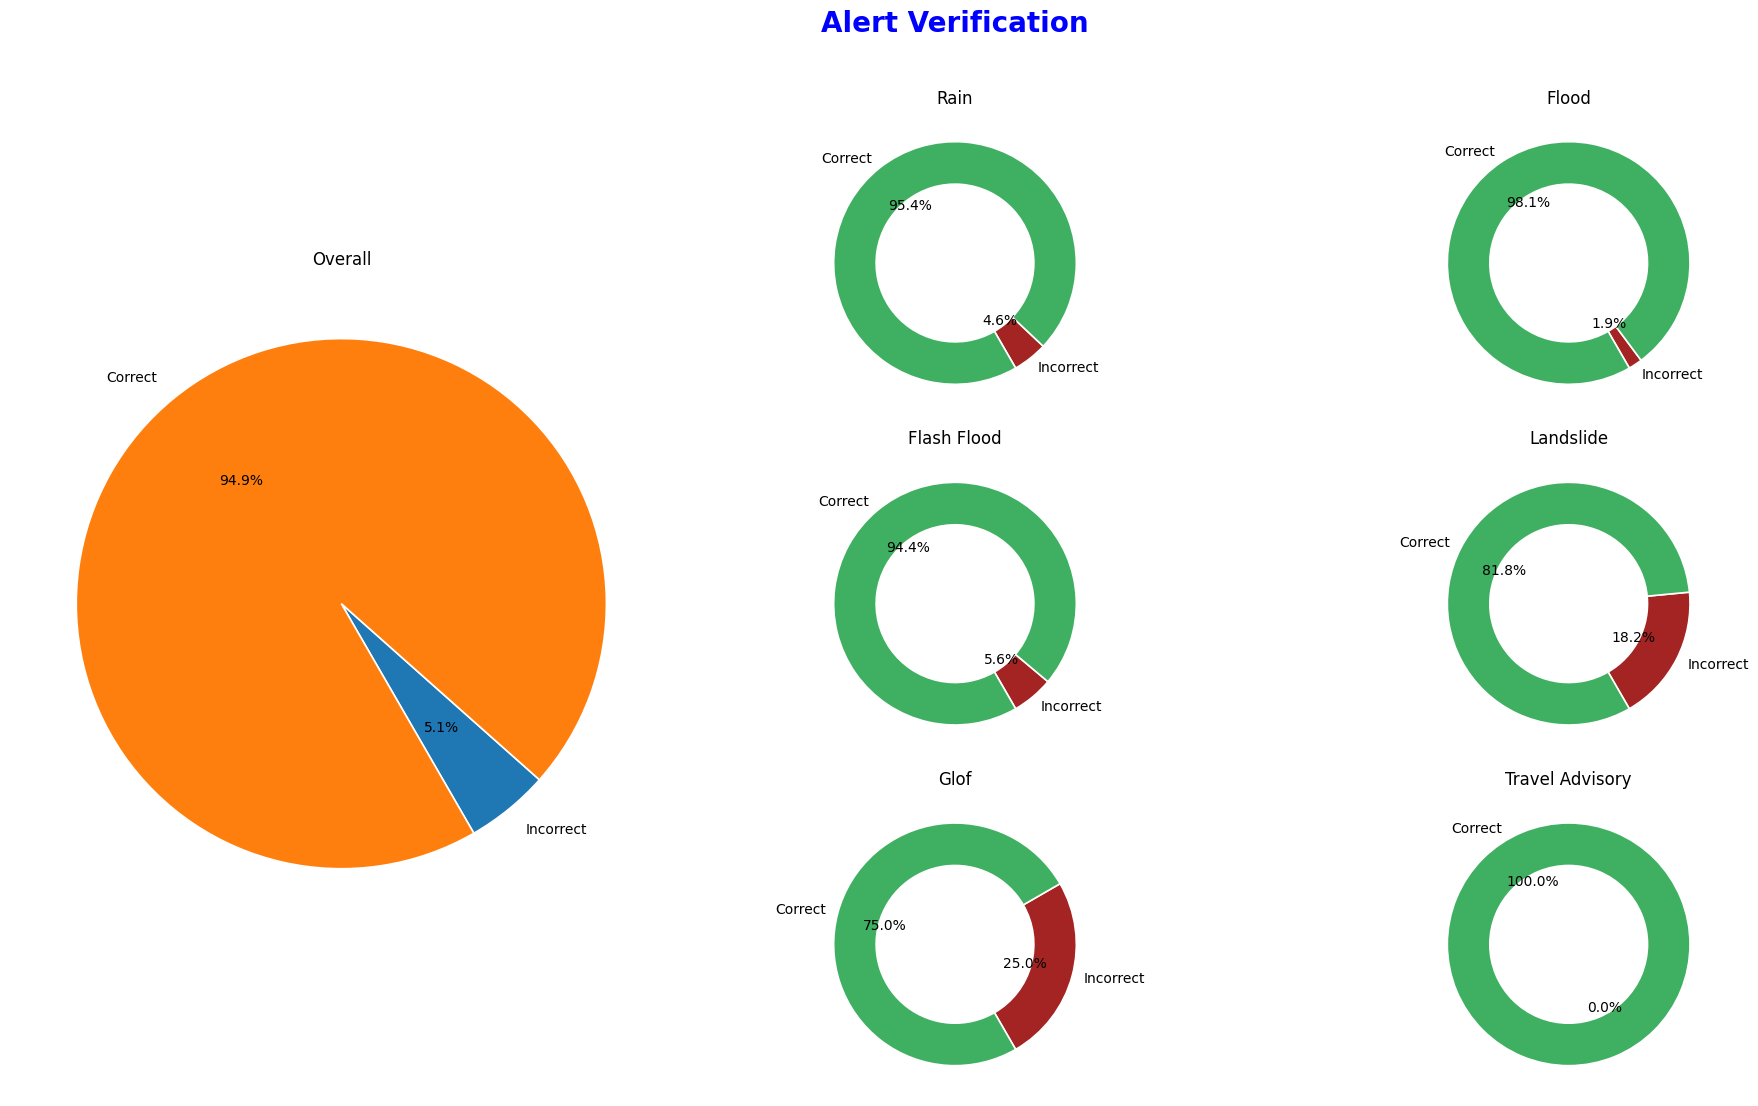 Alert Verification
Overall
Correct
94.9%
5.1%
Incorrect
Rain
Correct
95.4%
4.6%
Incorrect
Flood
Correct
98.1%
1.9%
Incorrect
Flash Flood
Correct
94.4%
5.6%
Incorrect
Landslide
Correct
81.8%
18.2%
Incorrect
Glof
Correct
75.0%
25.0%
Incorrect
Travel Advisory
Correct
100.0%
0.0%